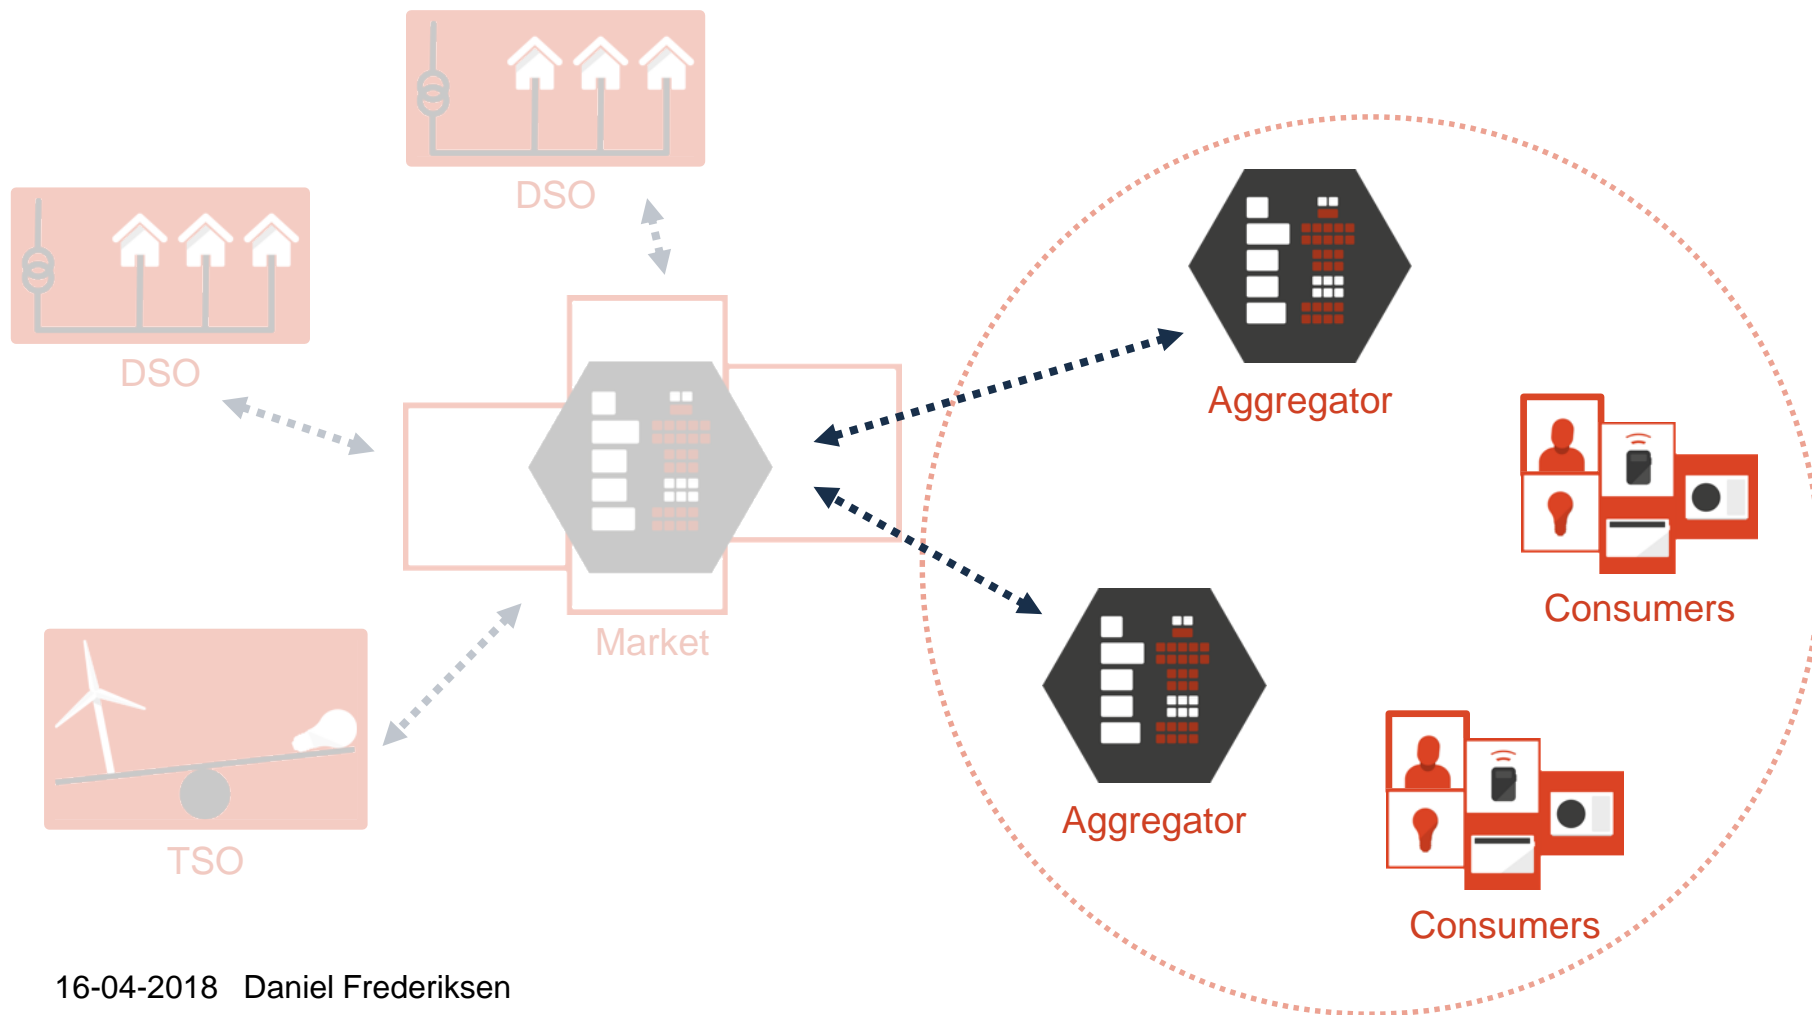 DSO
DSO
Aggregator
Market
Consumers
Aggregator
TSO
Consumers
16-04-2018 Daniel Frederiksen